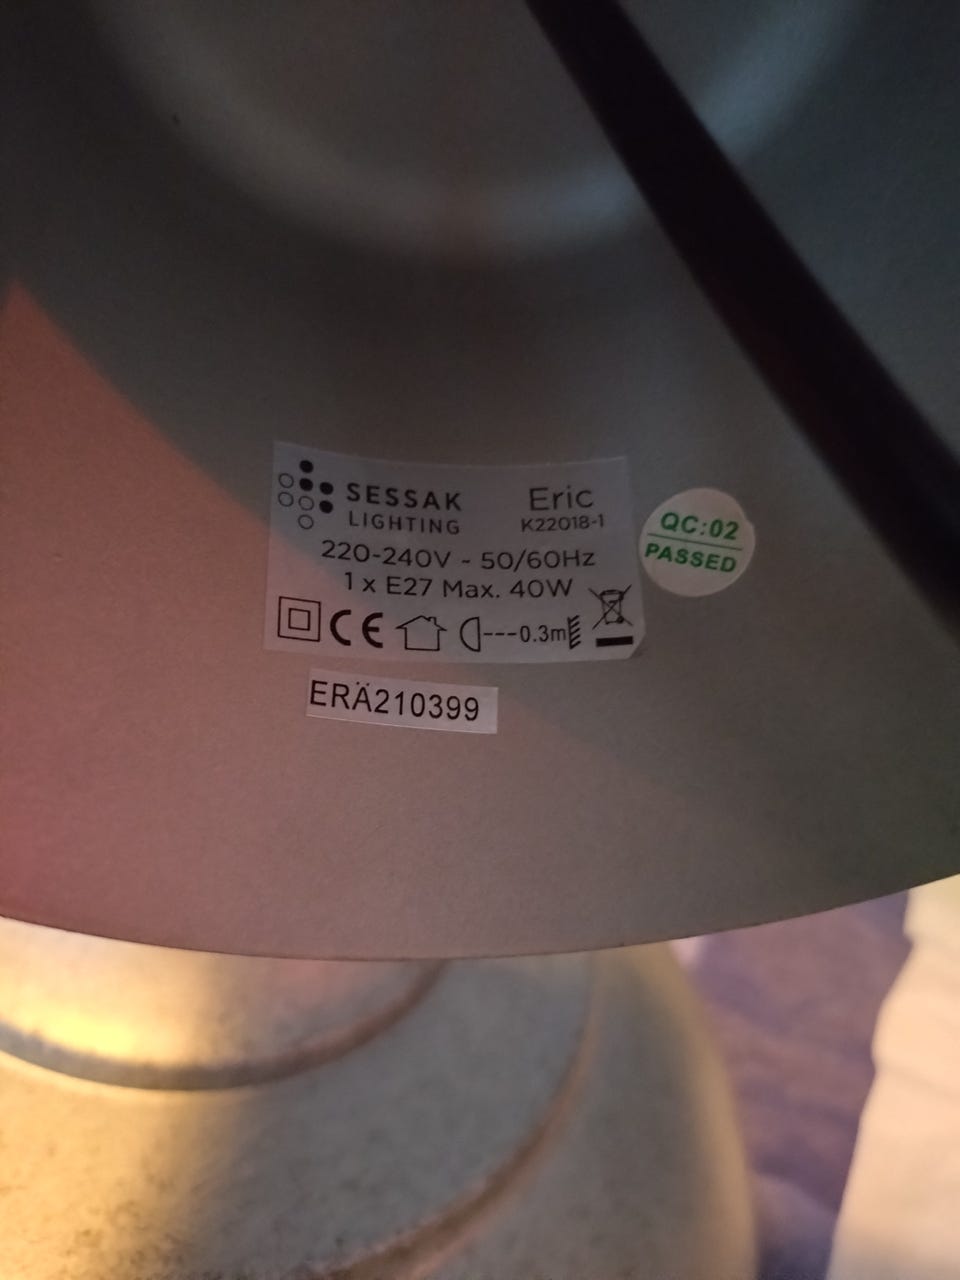 SESSAK
LIGHTING
Eric
K22018-1
220-240V ~ 50/60Hz
1 x E27 Max. 40W
CE
0.3m
QC:02
PASSED
ERÄ210399